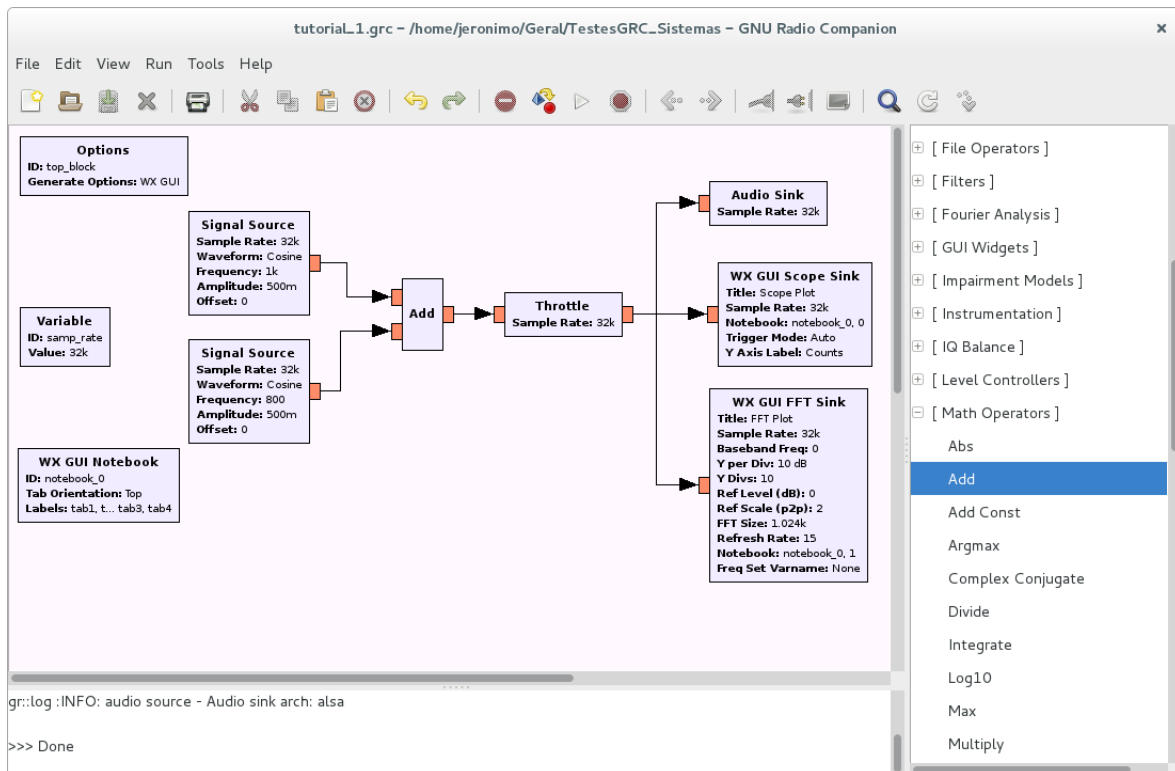 tutorial_1.grc - /home/jeronimo/Geral/TestesGRC_Sistemas - GNU Radio Companion
×
File Edit View Run Tools Help
Options
ID: top_block
Generate Options: WX GUI
Signal Source
Sample Rate: 32k
Waveform: Cosine
Frequency: 1k
Amplitude: 500m
Offset: 0
Variable
ID: samp_rate
Value: 32k
Signal Source
Sample Rate: 32k
Waveform: Cosine
Frequency: 800
Amplitude: 500m
Offset: 0
WX GUI Notebook
ID: notebook_0
Tab Orientation: Top
Labels: tab1, t... tab3, tab4
Add
Throttle
Sample Rate: 32k
Audio Sink
Sample Rate: 32k
WX GUI Scope Sink
Title: Scope Plot
Sample Rate: 32k
Notebook: notebook_0, 0
Trigger Mode: Auto
Y Axis Label: Counts
WX GUI FFT Sink
Title: FFT Plot
Sample Rate: 32k
Baseband Freq: 0
Y per Div: 10 dB
Y Divs: 10
Ref Level (dB): 0
Ref Scale (p2p): 2
FFT Size: 1.024k
Refresh Rate: 15
Notebook: notebook_0, 1
Freq Set Varname: None
[ File Operators ]
[ Filters ]
[ Fourier Analysis ]
[ GUI Widgets ]
[ Impairment Models ]
[ Instrumentation ]
[ IQ Balance ]
[ Level Controllers ]
[ Math Operators ]
Abs
Add
Add Const
Argmax
Complex Conjugate
Divide
Integrate
Log10
Max
Multiply
gr::log :INFO: audio source - Audio sink arch: alsa
>>> Done